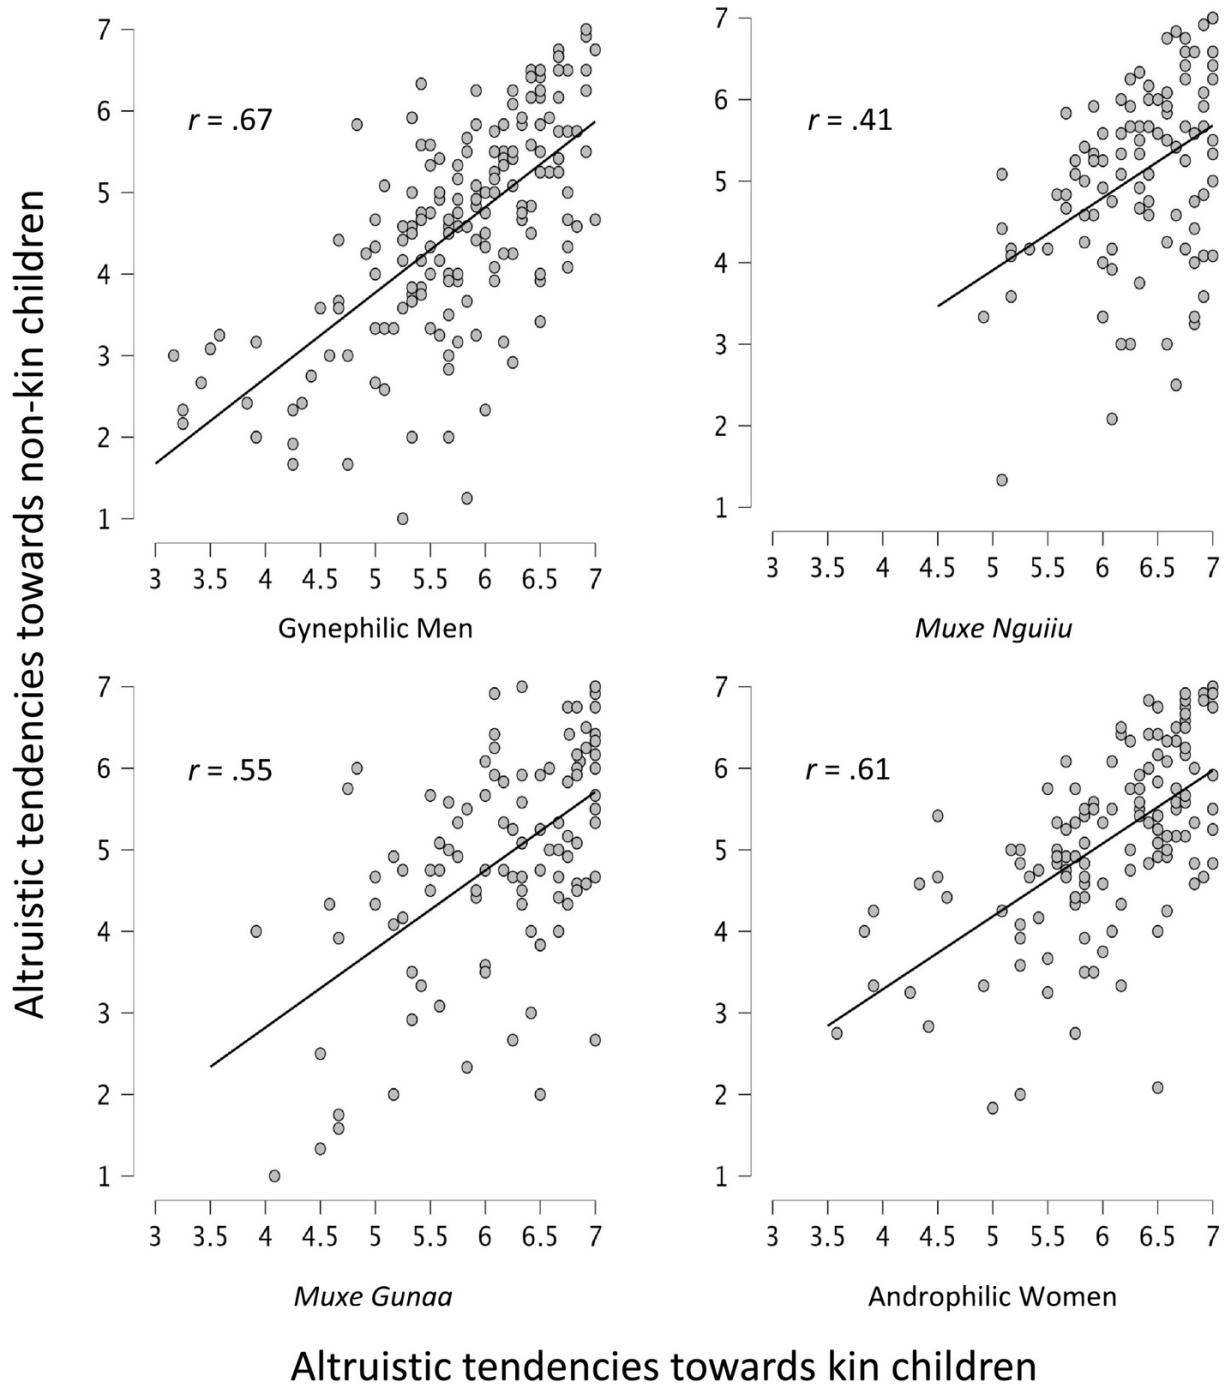 Altruistic tendencies towards non-kin children
7
6
5
4
3
2
1
r = .67
3 3.5 4 4.5 5 5.5 6 6.5 7
Gynephilic Men
7
6
5
4
3
2
1
r = .41
3 3.5 4 4.5 5 5.5 6 6.5 7
Muxe Nguiiu
7
6
5
4
3
2
1
r = .55
3 3.5 4 4.5 5 5.5 6 6.5 7
Muxe Gunaa
7
6
5
4
3
2
1
r = .61
3 3.5 4 4.5 5 5.5 6 6.5 7
Androphilic Women
Altruistic tendencies towards kin children